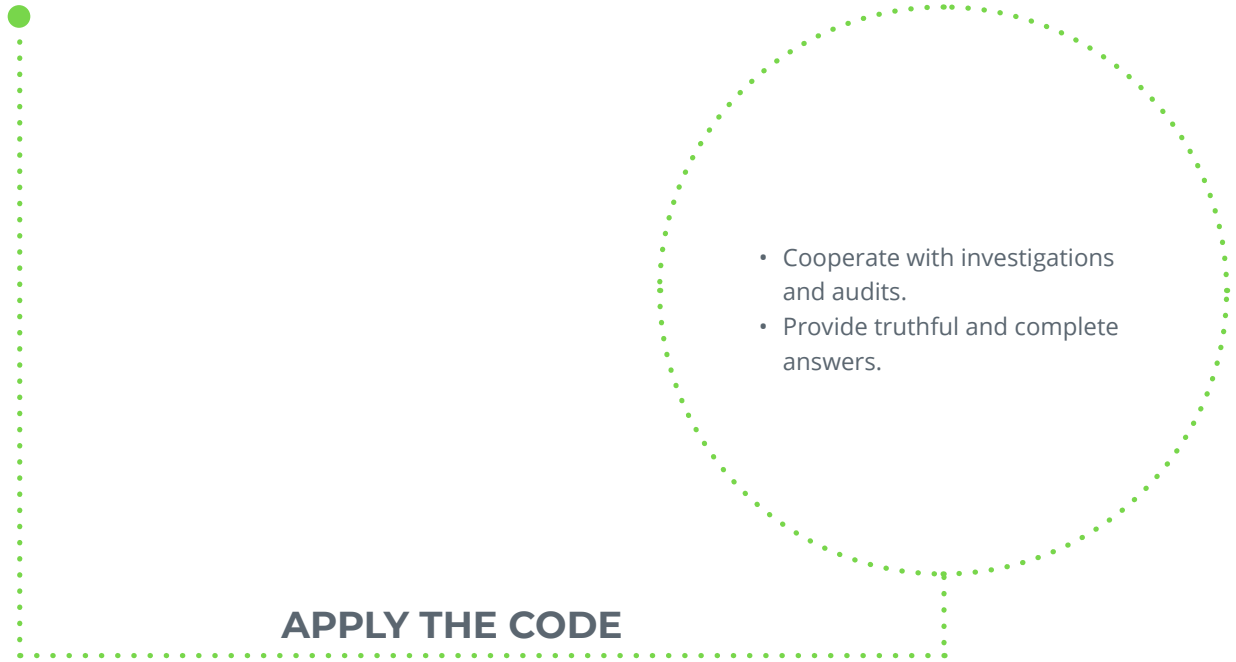 • Cooperate with investigations
and audits.
• Provide truthful and complete
answers.
APPLY THE CODE